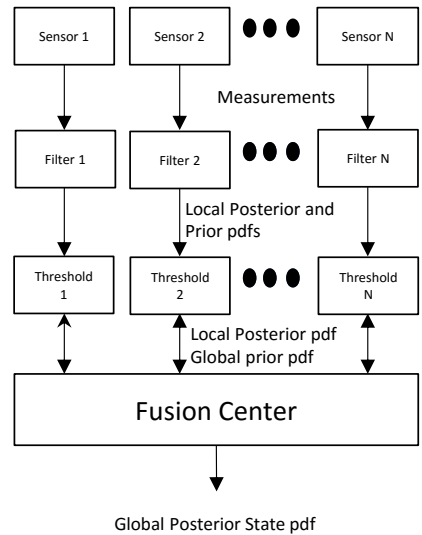 Sensor 1
Sensor 2
Sensor N
Measurements
Filter 1
Filter 2
Filter N
Local Posterior and
Prior pdfs
Threshold
1
Threshold
2
Threshold
N
Local Posterior pdf
Global prior pdf
Fusion Center
Global Posterior State pdf